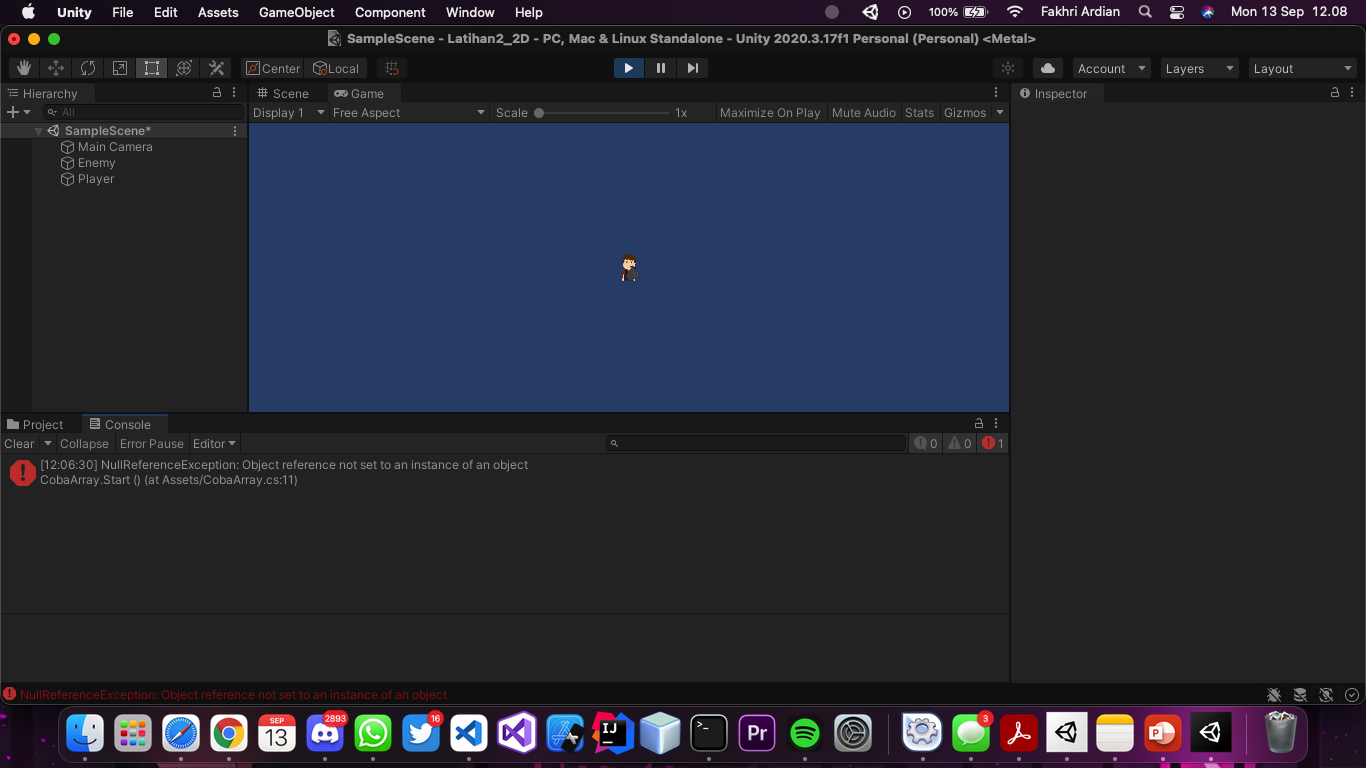 Unity File Edit Assets GameObject Component Window Help 100% Fakhri Ardian Mon 13 Sep 12.08
SampleScene - Latihan2_2D - PC, Mac & Linux Standalone - Unity 2020.3.17f1 Personal (Personal) <Metal>
Center Local Account Layers Layout
Hierarchy Scene Game Inspector
All Display 1 Free Aspect Scale 1x Maximize On Play Mute Audio Stats Gizmos
SampleScene*
Main Camera
Enemy
Player
Project Console
Clear Collapse Error Pause Editor 0 0 1
[12:06:30] NullReferenceException: Object reference not set to an instance of an object
CobaArray.Start () (at Assets/CobaArray.cs:11)
NullReferenceException: Object reference not set to an instance of an object
SEP 2893 16 3
13 IJ >_ Pr P